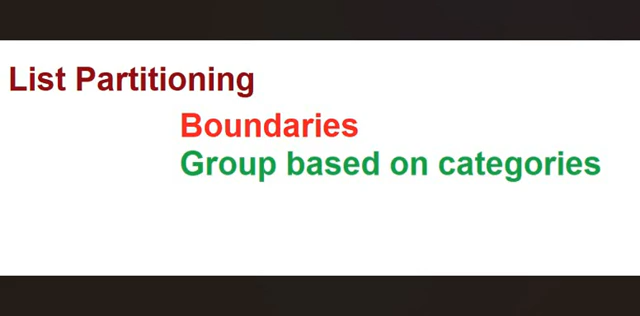 List Partitioning
Boundaries
Group based on categories